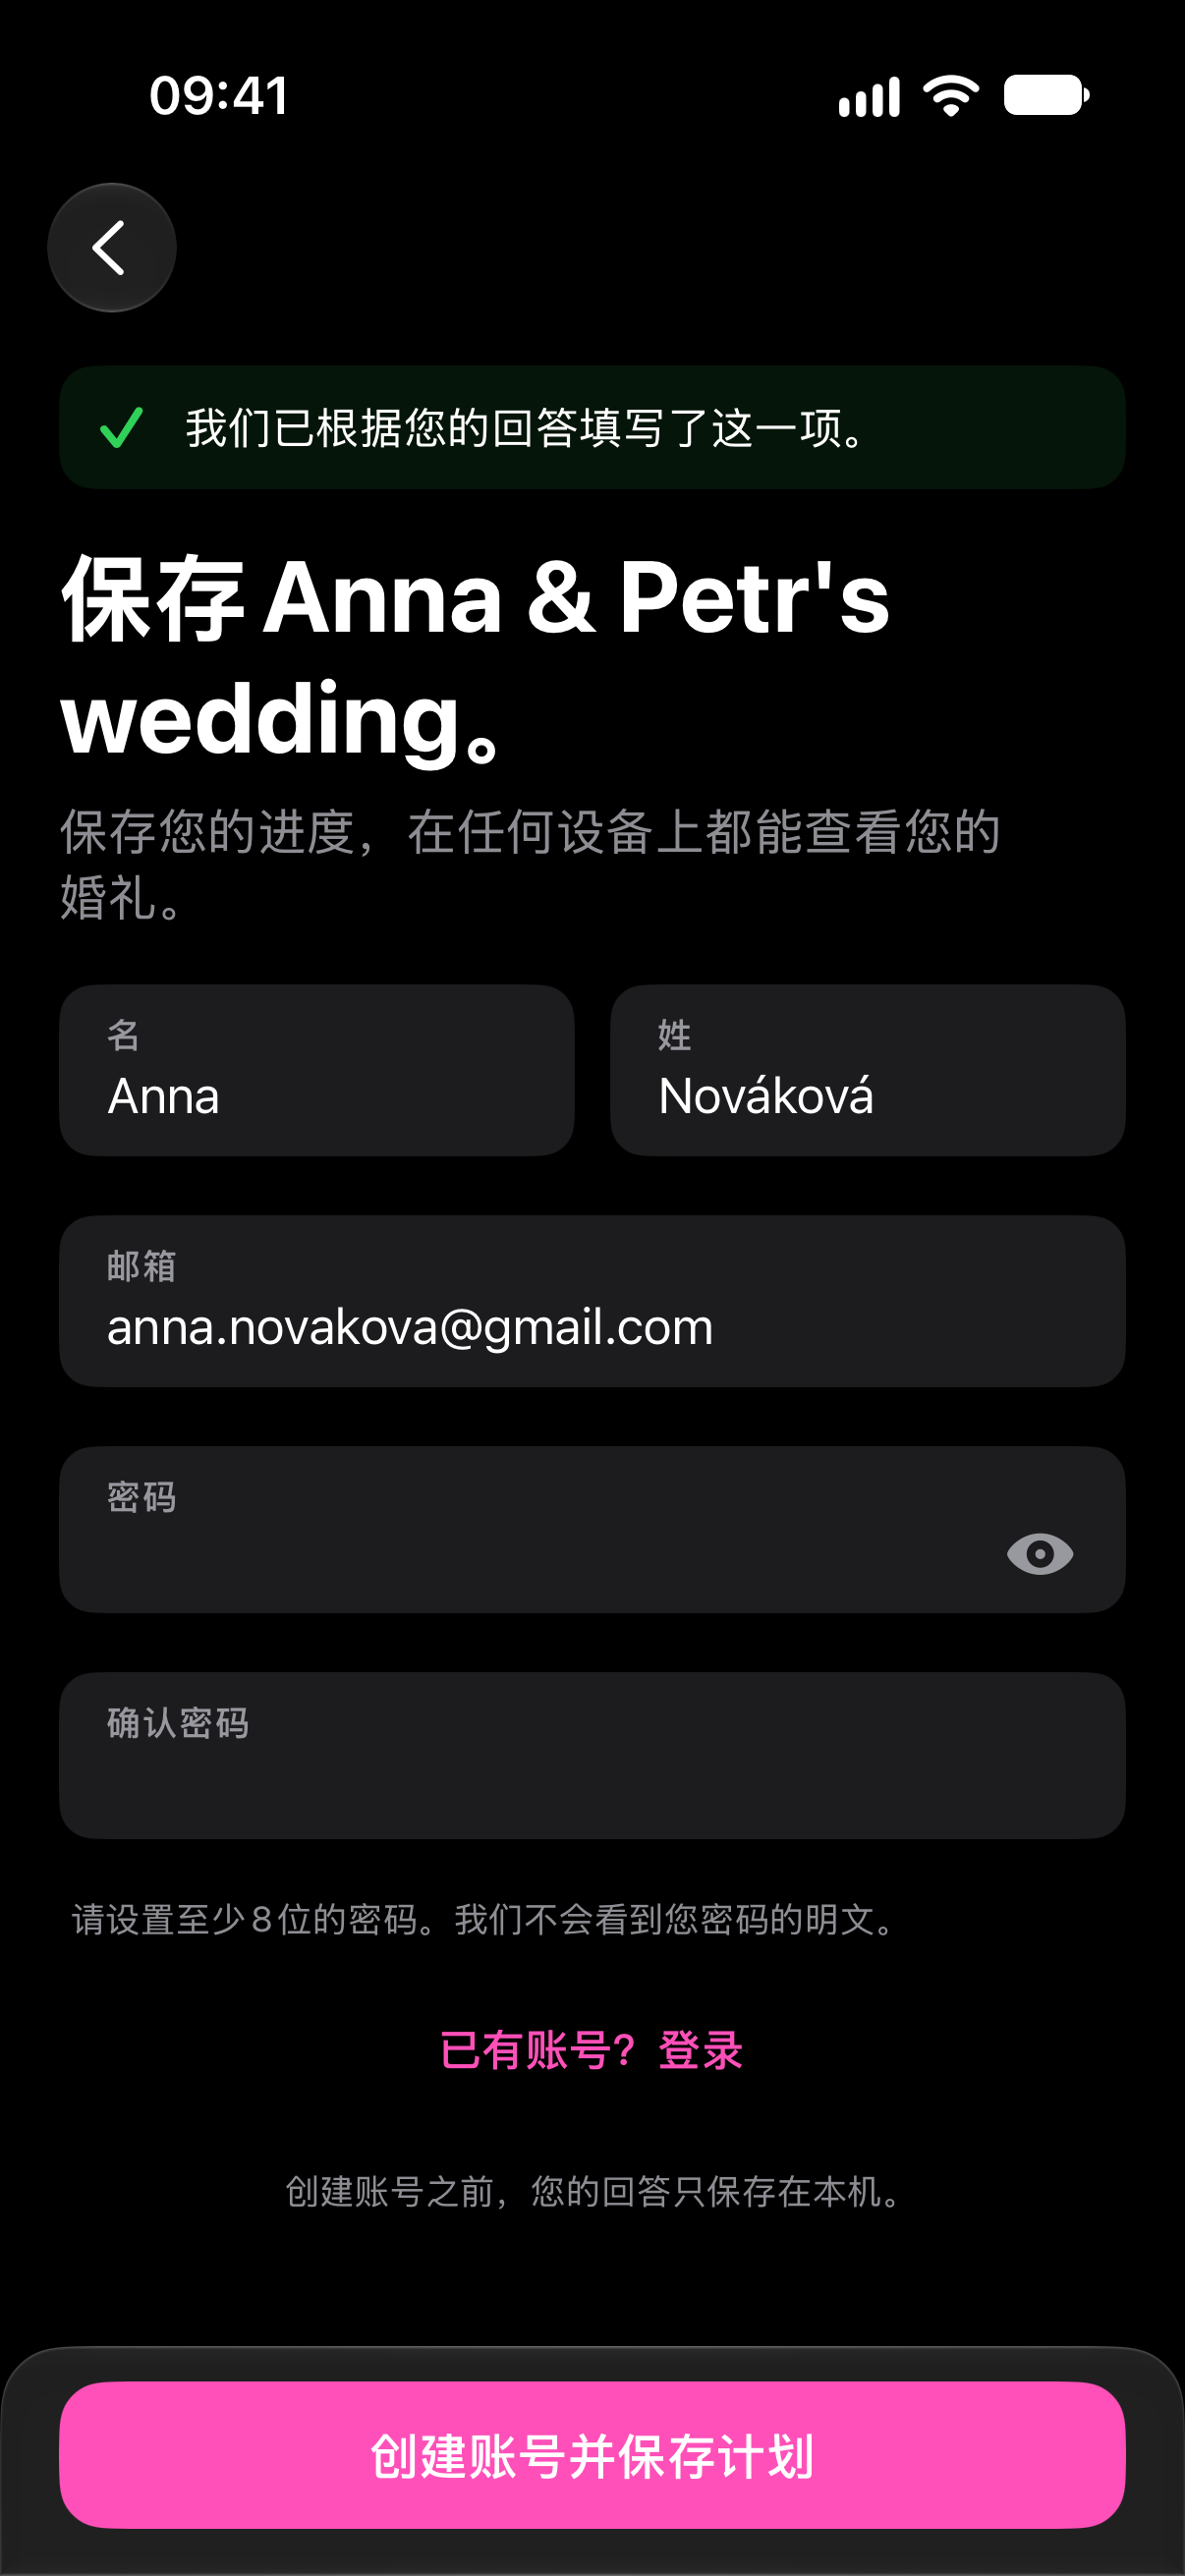 09:41
我们已根据您的回答填写了这一项。
保存 Anna & Petr's
wedding。
保存您的进度，在任何设备上都能查看您的
婚礼。
名
姓
Anna
Nováková
邮箱
anna.novakova@gmail.com
密码
确认密码
请设置至少 8 位的密码。我们不会看到您密码的明文。
已有账号？登录
创建账号之前，您的回答只保存在本机。
创建账号并保存计划